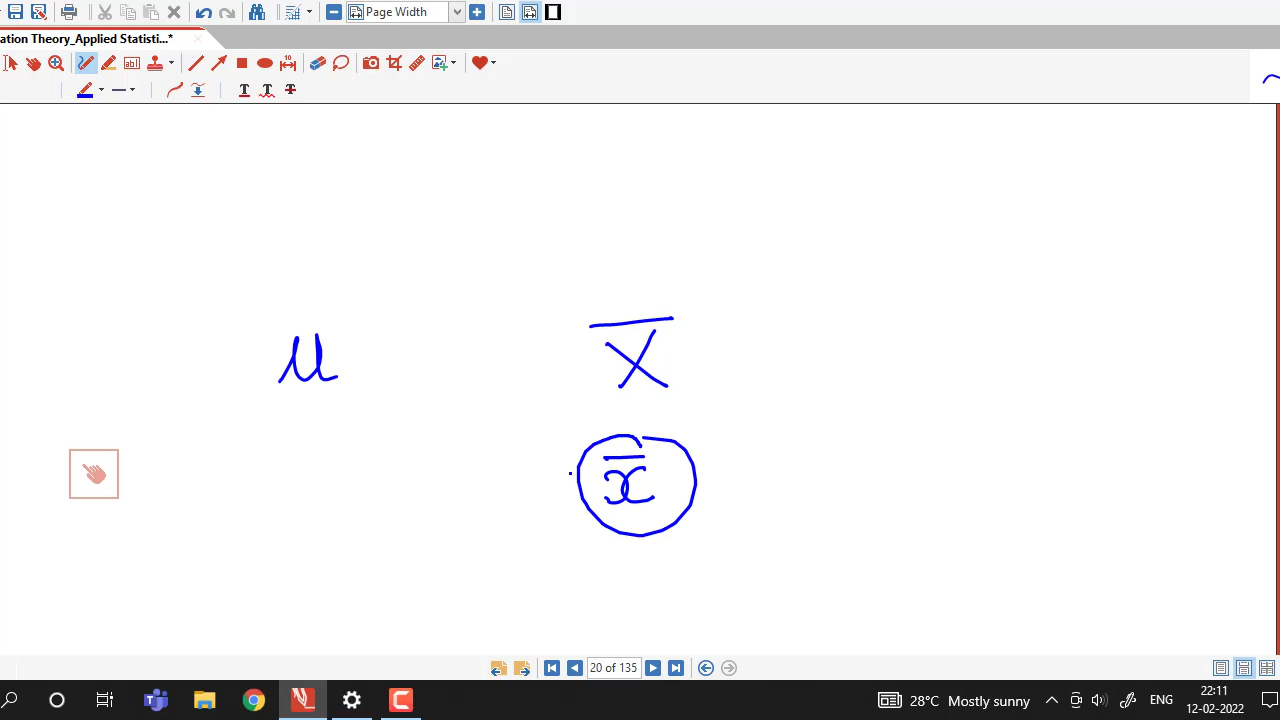 Page Width
ation Theory_Applied Statisti...*
μ X̅
x̅
20 of 135
28°C Mostly sunny ENG 22:11
12-02-2022